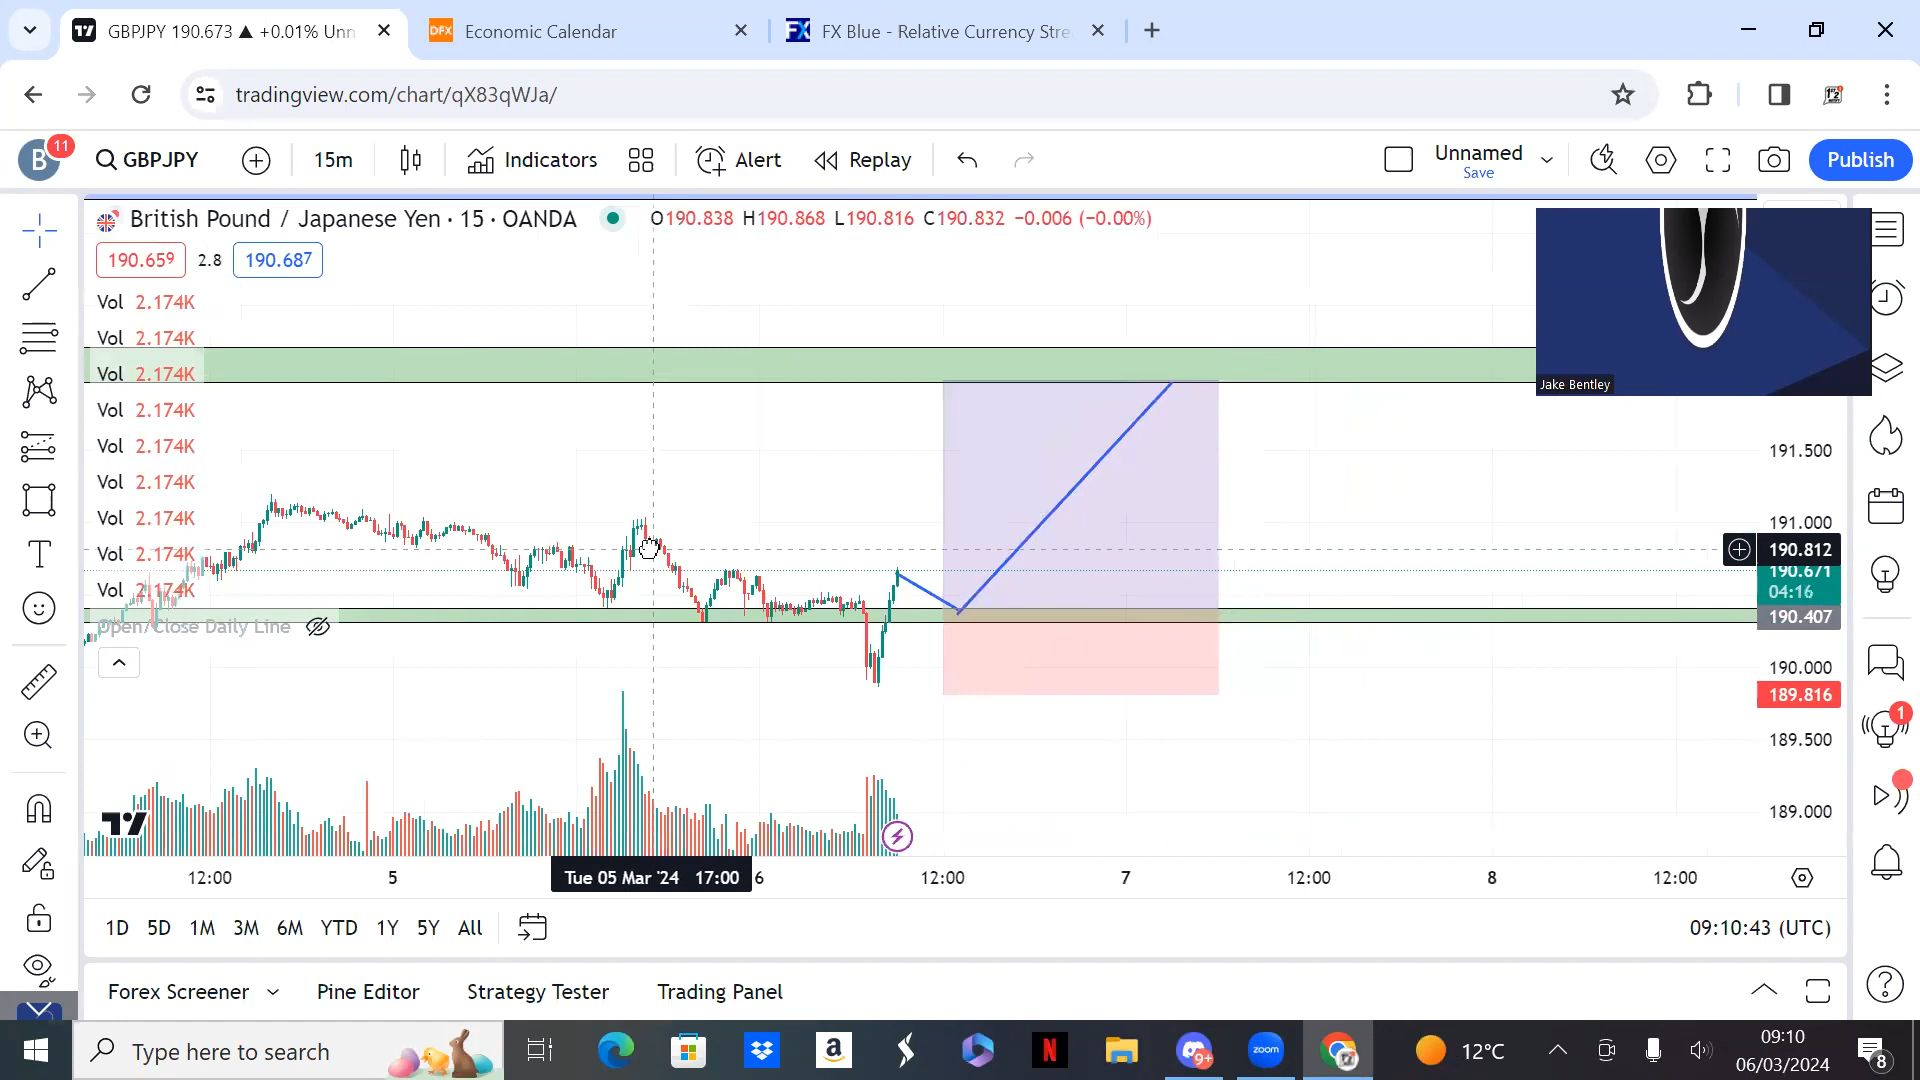 GBPJPY 190.673 ▲ +0.01% Unn
DFX Economic Calendar
FX FX Blue - Relative Currency Stre
tradingview.com/chart/qX83qWJa/
B 11
GBPJPY
15m
Indicators
Alert
Replay
Unnamed
Save
Publish
British Pound / Japanese Yen · 15 · OANDA
O190.838 H190.868 L190.816 C190.832 −0.006 (−0.00%)
190.659 2.8 190.687
Vol 2.174K
Vol 2.174K
Vol 2.174K
Vol 2.174K
Vol 2.174K
Vol 2.174K
Vol 2.174K
Vol 2.174K
Vol 2.174K
Open/Close Daily Line
Jake Bentley
191.500
191.000
190.812
190.671
04:16
190.407
190.000
189.816
189.500
189.000
1
12:00 5 Tue 05 Mar '24 17:00 6 12:00 7 12:00 8 12:00
1D 5D 1M 3M 6M YTD 1Y 5Y All
09:10:43 (UTC)
Forex Screener Pine Editor Strategy Tester Trading Panel
Type here to search
a
N
9+
zoom
12°C
09:10
06/03/2024
8